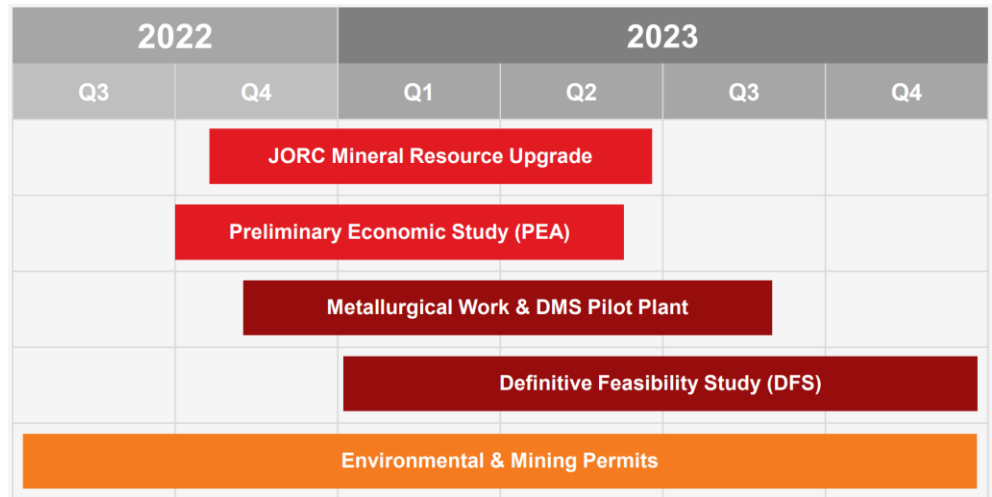 2022 2023
Q3 Q4 Q1 Q2 Q3 Q4
JORC Mineral Resource Upgrade
Preliminary Economic Study (PEA)
Metallurgical Work & DMS Pilot Plant
Definitive Feasibility Study (DFS)
Environmental & Mining Permits